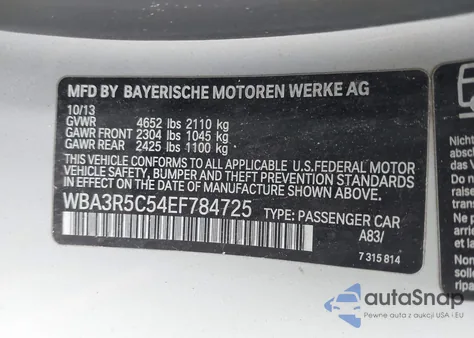 MFD BY BAYERISCHE MOTOREN WERKE AG
10/13
GVWR 4652 lbs 2110 kg
GAWR FRONT 2304 lbs 1045 kg
GAWR REAR 2425 lbs 1100 kg
THIS VEHICLE CONFORMS TO ALL APPLICABLE U.S. FEDERAL MOTOR
VEHICLE SAFETY, BUMPER AND THEFT PREVENTION STANDARDS
IN EFFECT ON THE DATE OF MANUFACTURE SHOWN ABOVE.
WBA3R5C54EF784725 TYPE: PASSENGER CAR
A83/
7 315 814
autoSnap
Pewne auta z aukcji USA i EU